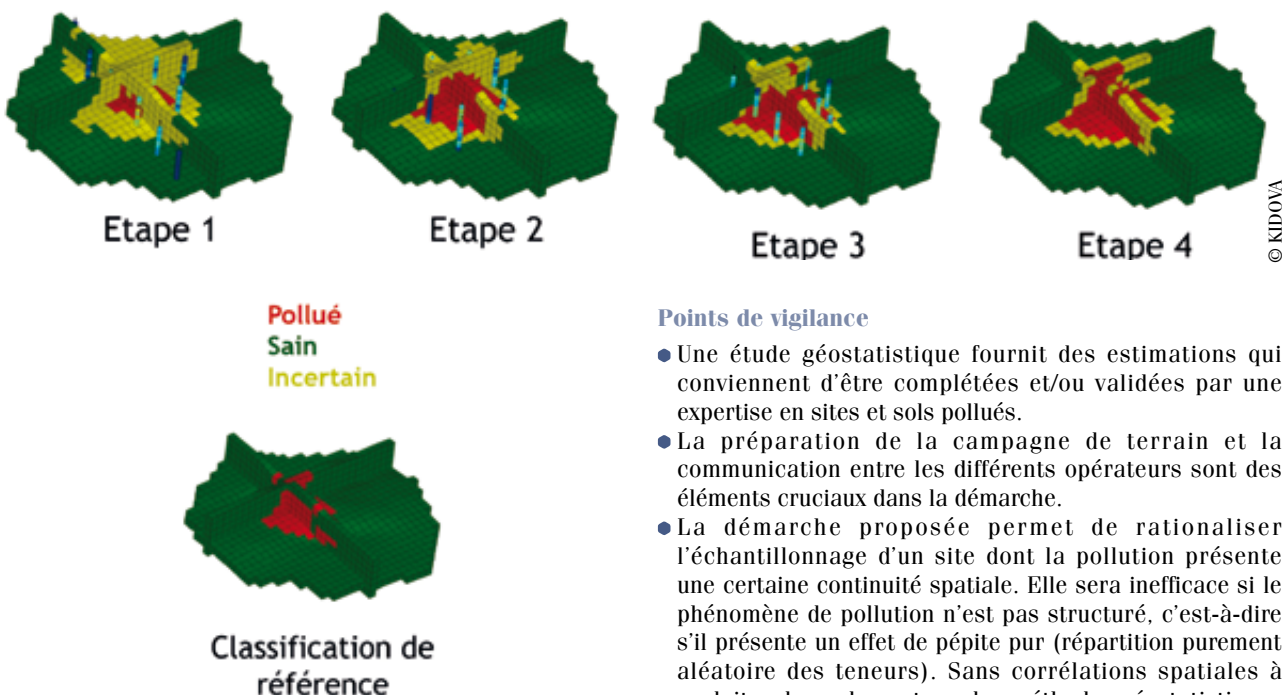 Etape 1
Etape 2
Etape 3
Etape 4
© KIDOVA
Pollué
Sain
Incertain
Classification de
référence
Points de vigilance
Une étude géostatistique fournit des estimations qui
conviennent d'être complétées et/ou validées par une
expertise en sites et sols pollués.
La préparation de la campagne de terrain et la
communication entre les différents opérateurs sont des
éléments cruciaux dans la démarche.
La démarche proposée permet de rationaliser
l'échantillonnage d'un site dont la pollution présente
une certaine continuité spatiale. Elle sera inefficace si le
phénomène de pollution n'est pas structuré, c'est-à-dire
s'il présente un effet de pépite pur (répartition purement
aléatoire des teneurs). Sans corrélations spatiales à